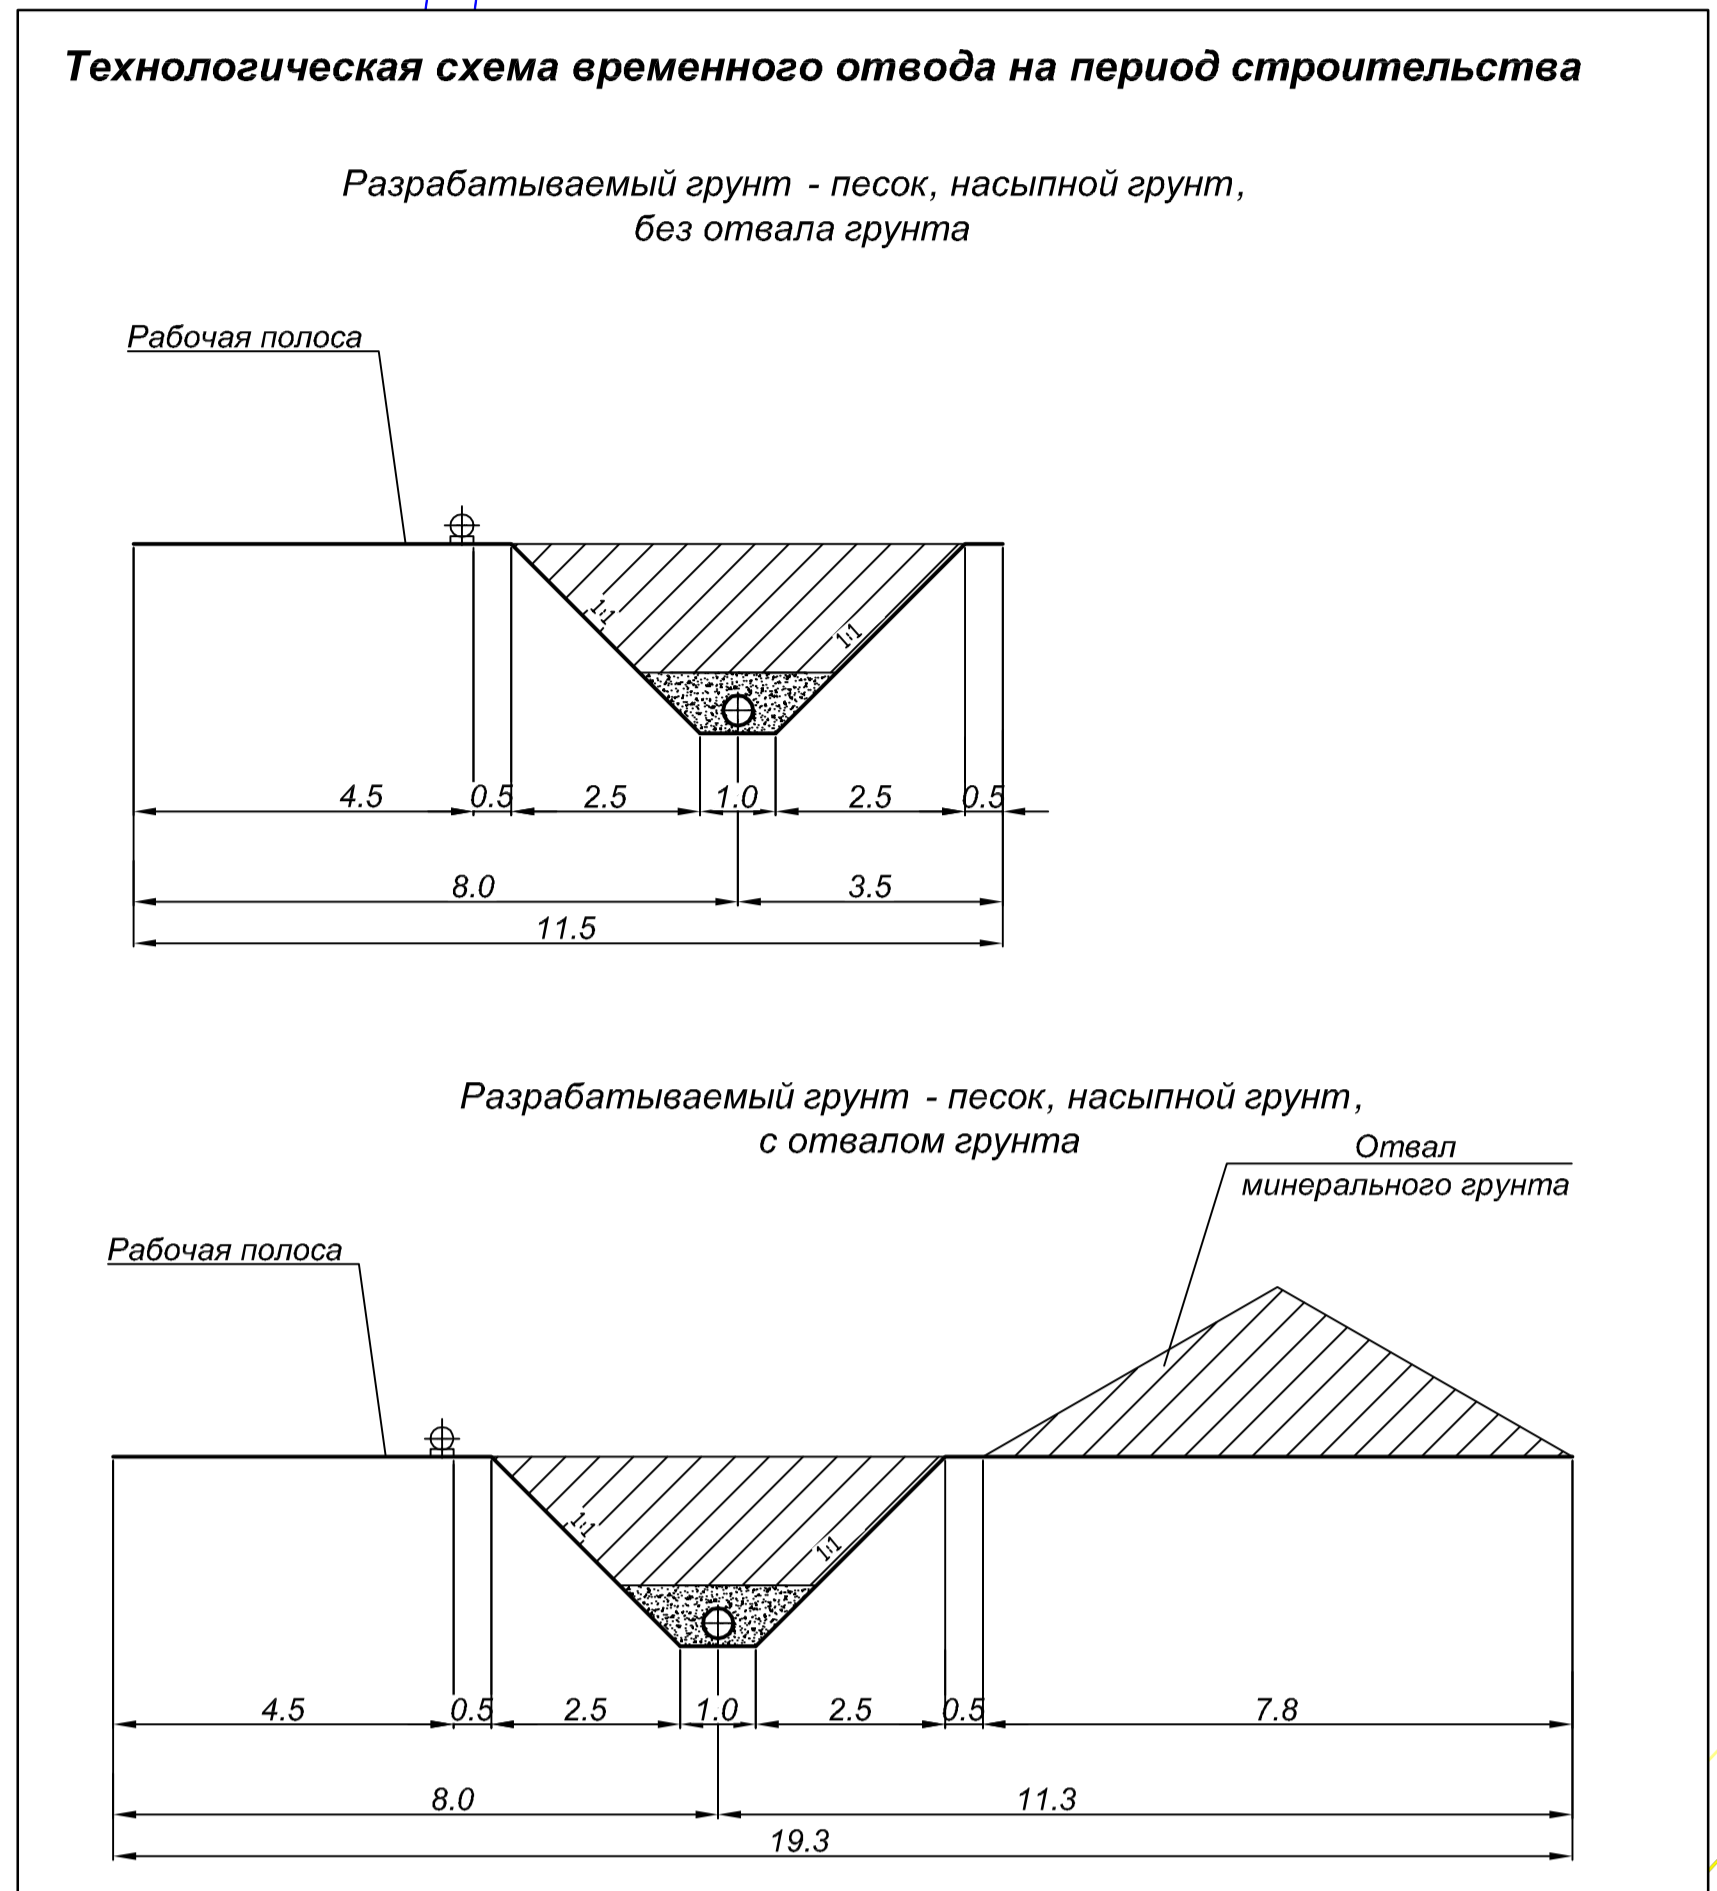 Технологическая схема временного отвода на период строительства
Разрабатываемый грунт - песок, насыпной грунт,
без отвала грунта
Рабочая полоса
1:1
1:1
4.5 0.5 2.5 1.0 2.5 0.5
8.0 3.5
11.5
Разрабатываемый грунт - песок, насыпной грунт,
с отвалом грунта
Отвал
минерального грунта
Рабочая полоса
1:1
1:1
4.5 0.5 2.5 1.0 2.5 0.5 7.8
8.0 11.3
19.3